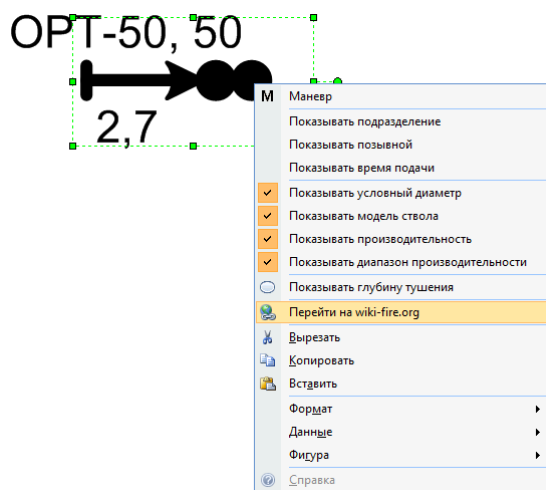 ОРТ-50, 50
2,7
М Маневр
Показывать подразделение
Показывать позывной
Показывать время подачи
Показывать условный диаметр
Показывать модель ствола
Показывать производительность
Показывать диапазон производительности
Показывать глубину тушения
Перейти на wiki-fire.org
Вырезать
Копировать
Вставить
Формат
Данные
Фигура
Справка